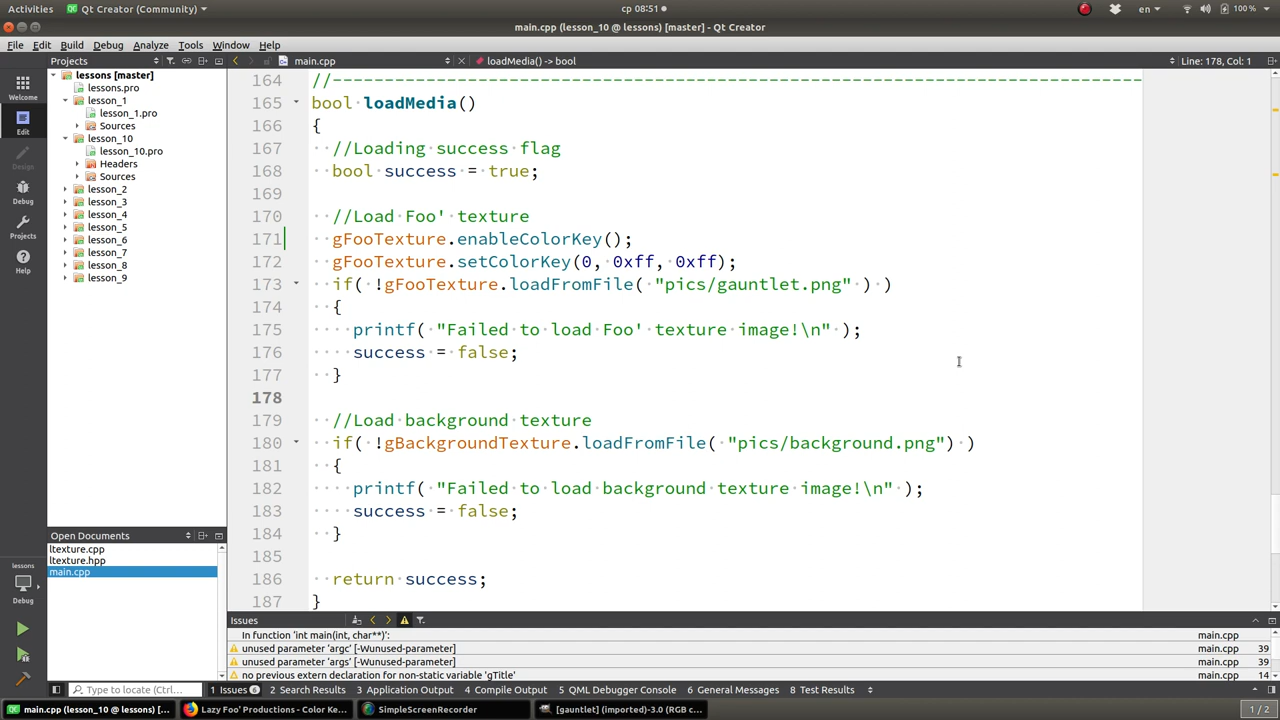 Activities Qt Creator (Community) ср 08:51 en 100 %
main.cpp (lesson_10 @ lessons) [master] - Qt Creator
File Edit Build Debug Analyze Tools Window Help
Projects main.cpp loadMedia() -> bool Line: 178, Col: 1
Welcome
Edit
Design
Debug
Projects
Help
lessons [master]
lessons.pro
lesson_1
lesson_1.pro
Sources
lesson_10
lesson_10.pro
Headers
Sources
lesson_2
lesson_3
lesson_4
lesson_5
lesson_6
lesson_7
lesson_8
lesson_9
164 //------------------------------------------------------------------------------
165 bool loadMedia()
166 {
167 //Loading success flag
168 bool success = true;
169
170 //Load Foo' texture
171 gFooTexture.enableColorKey();
172 gFooTexture.setColorKey(0, 0xff, 0xff);
173 if( !gFooTexture.loadFromFile( "pics/gauntlet.png" ) )
174 {
175 printf( "Failed to load Foo' texture image!\n" );
176 success = false;
177 }
178
179 //Load background texture
180 if( !gBackgroundTexture.loadFromFile( "pics/background.png") )
181 {
182 printf( "Failed to load background texture image!\n" );
183 success = false;
184 }
185
186 return success;
187 }
Open Documents
ltexture.cpp
ltexture.hpp
main.cpp
lessons
Debug
Issues
In function 'int main(int, char**)': main.cpp
unused parameter 'argc' [-Wunused-parameter] main.cpp 39
unused parameter 'args' [-Wunused-parameter] main.cpp 39
no previous extern declaration for non-static variable 'gTitle' main.cpp 14
Type to locate (Ctrl... 1 Issues 6 2 Search Results 3 Application Output 4 Compile Output 5 QML Debugger Console 6 General Messages 8 Test Results
main.cpp (lesson_10 @ lessons) [... Lazy Foo' Productions - Color Ke... SimpleScreenRecorder [gauntlet] (imported)-3.0 (RGB c... 1 / 2